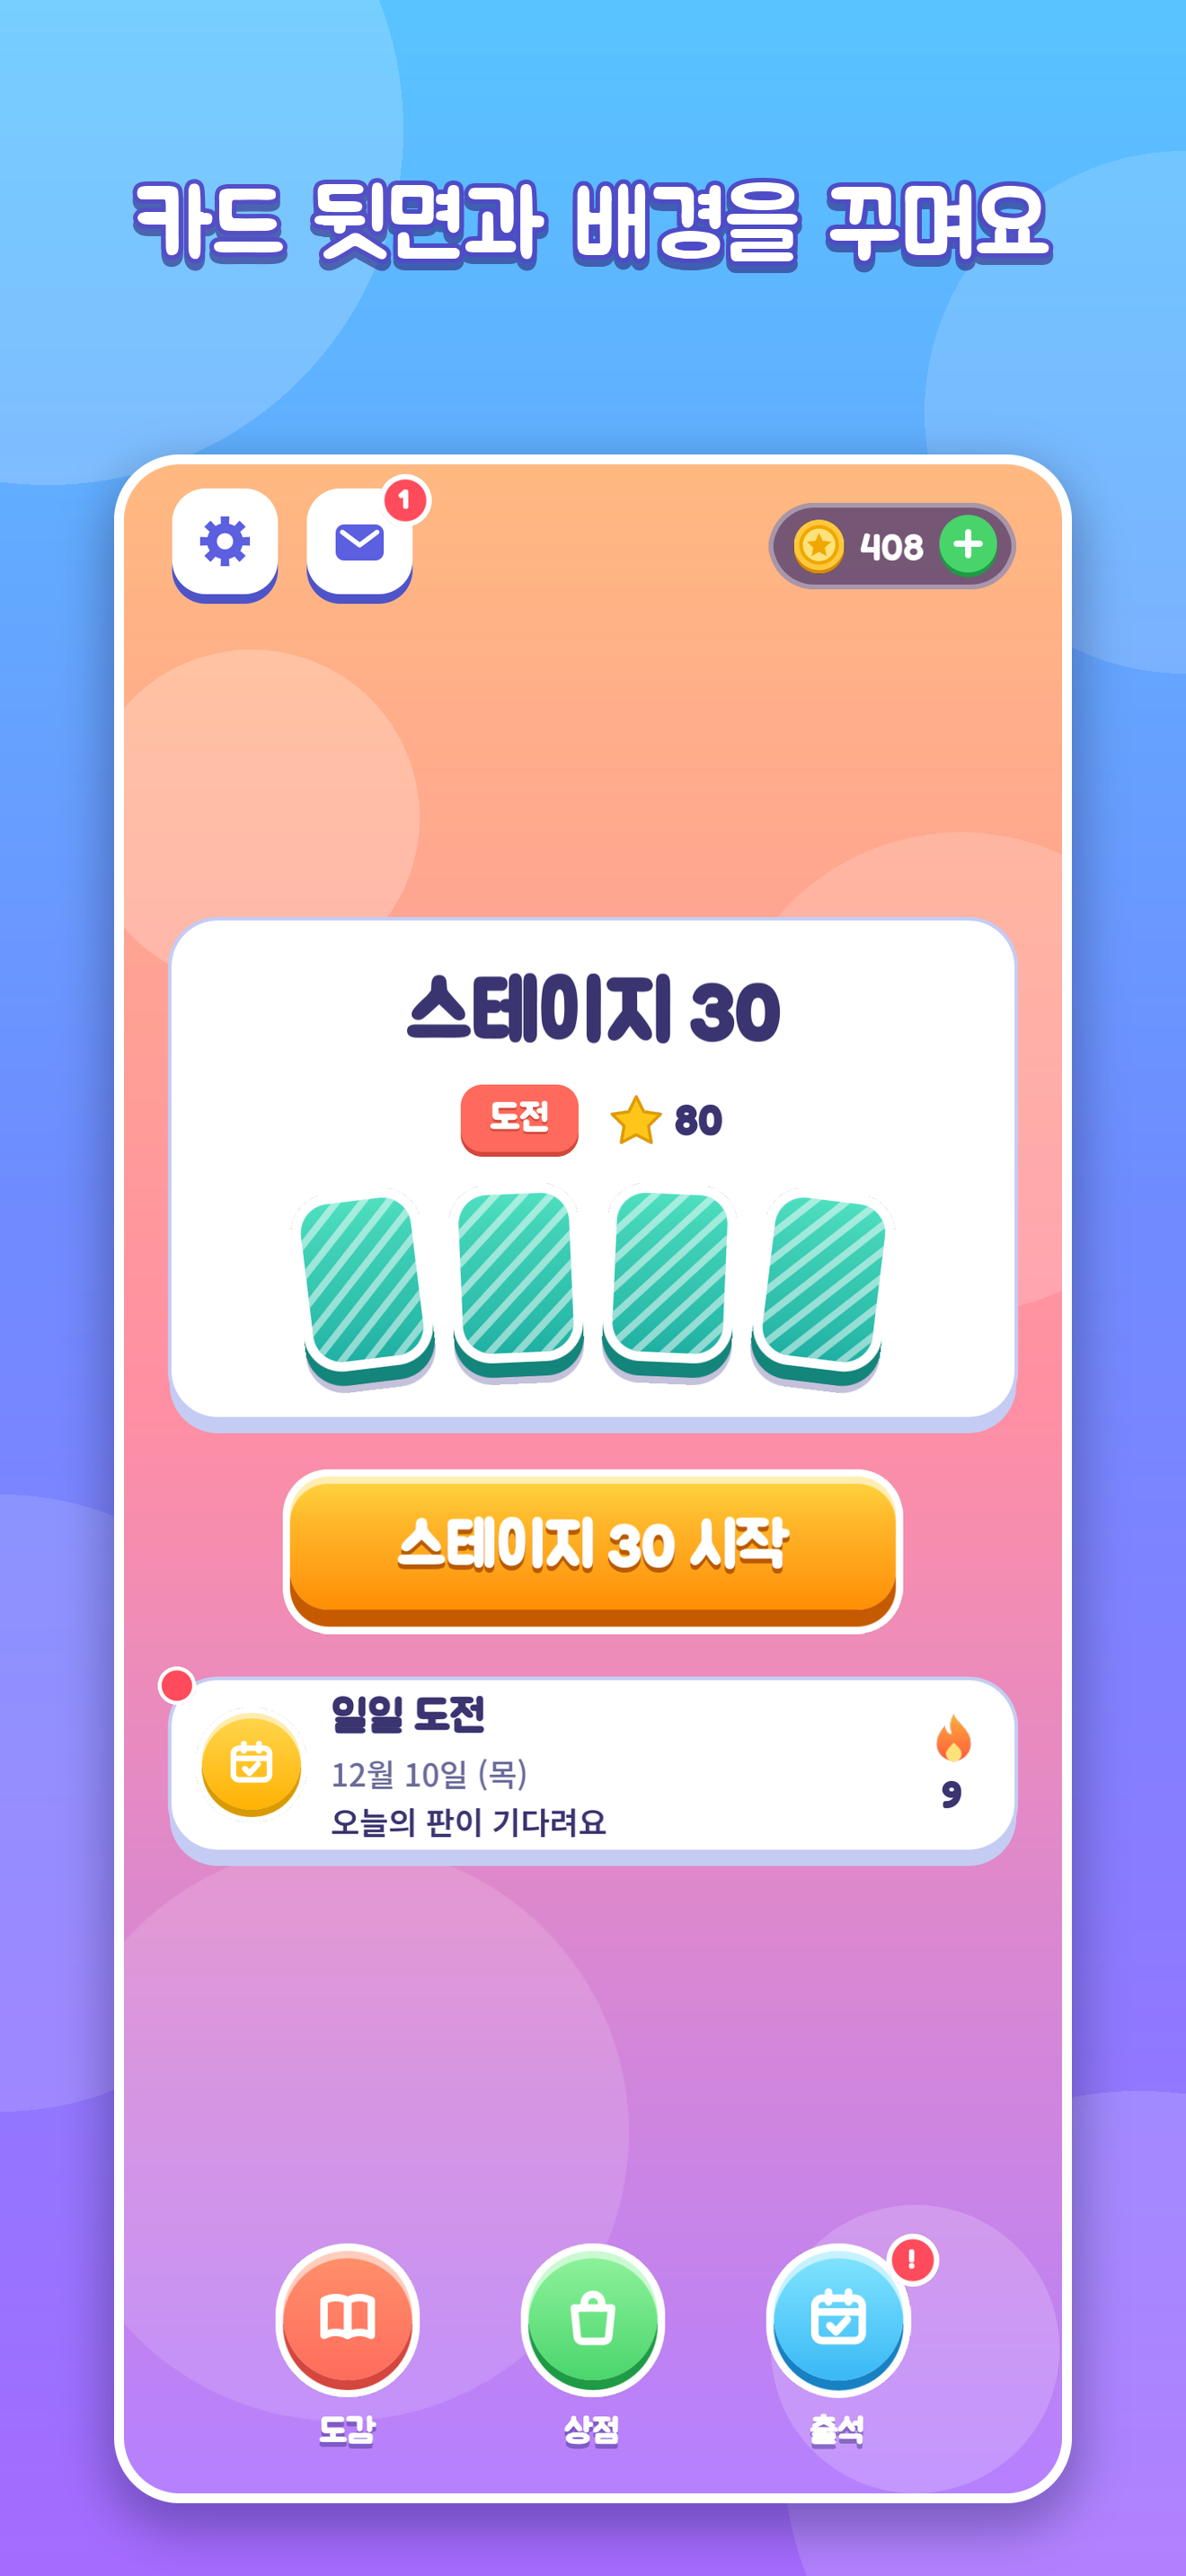 카드 뒷면과 배경을 꾸며요
1
408
스테이지 30
도전
80
스테이지 30 시작
일일 도전
12월 10일 (목)
오늘의 판이 기다려요
9
!
도감
상점
출석